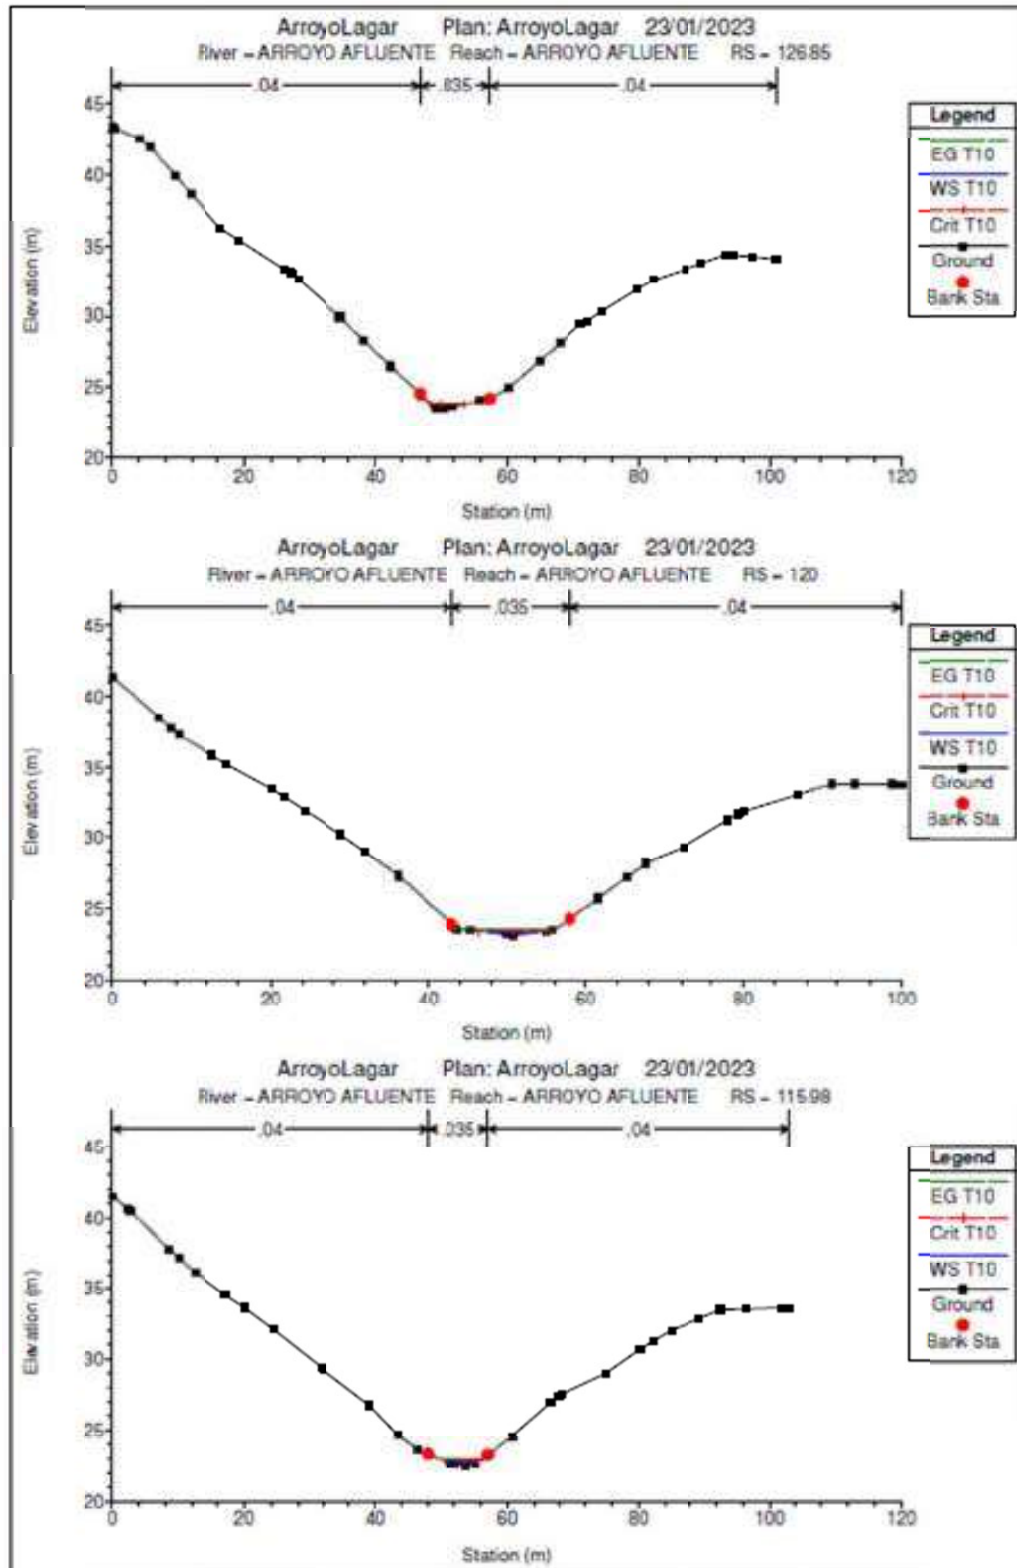 ArroyoLagar Plan: ArroyoLagar 23/01/2023
River = ARROYO AFLUENTE Reach = ARROYO AFLUENTE RS = 126.85
.04 .035 .04
Legend
EG T10
WS T10
Crit T10
Ground
Bank Sta
Elevation (m)
45
40
35
30
25
20
0 20 40 60 80 100 120
Station (m)
ArroyoLagar Plan: ArroyoLagar 23/01/2023
River = ARROYO AFLUENTE Reach = ARROYO AFLUENTE RS = 120
.04 .035 .04
Legend
EG T10
Crit T10
WS T10
Ground
Bank Sta
Elevation (m)
45
40
35
30
25
20
0 20 40 60 80 100
Station (m)
ArroyoLagar Plan: ArroyoLagar 23/01/2023
River = ARROYO AFLUENTE Reach = ARROYO AFLUENTE RS = 115.98
.04 .035 .04
Legend
EG T10
Crit T10
WS T10
Ground
Bank Sta
Elevation (m)
45
40
35
30
25
20
0 20 40 60 80 100 120
Station (m)